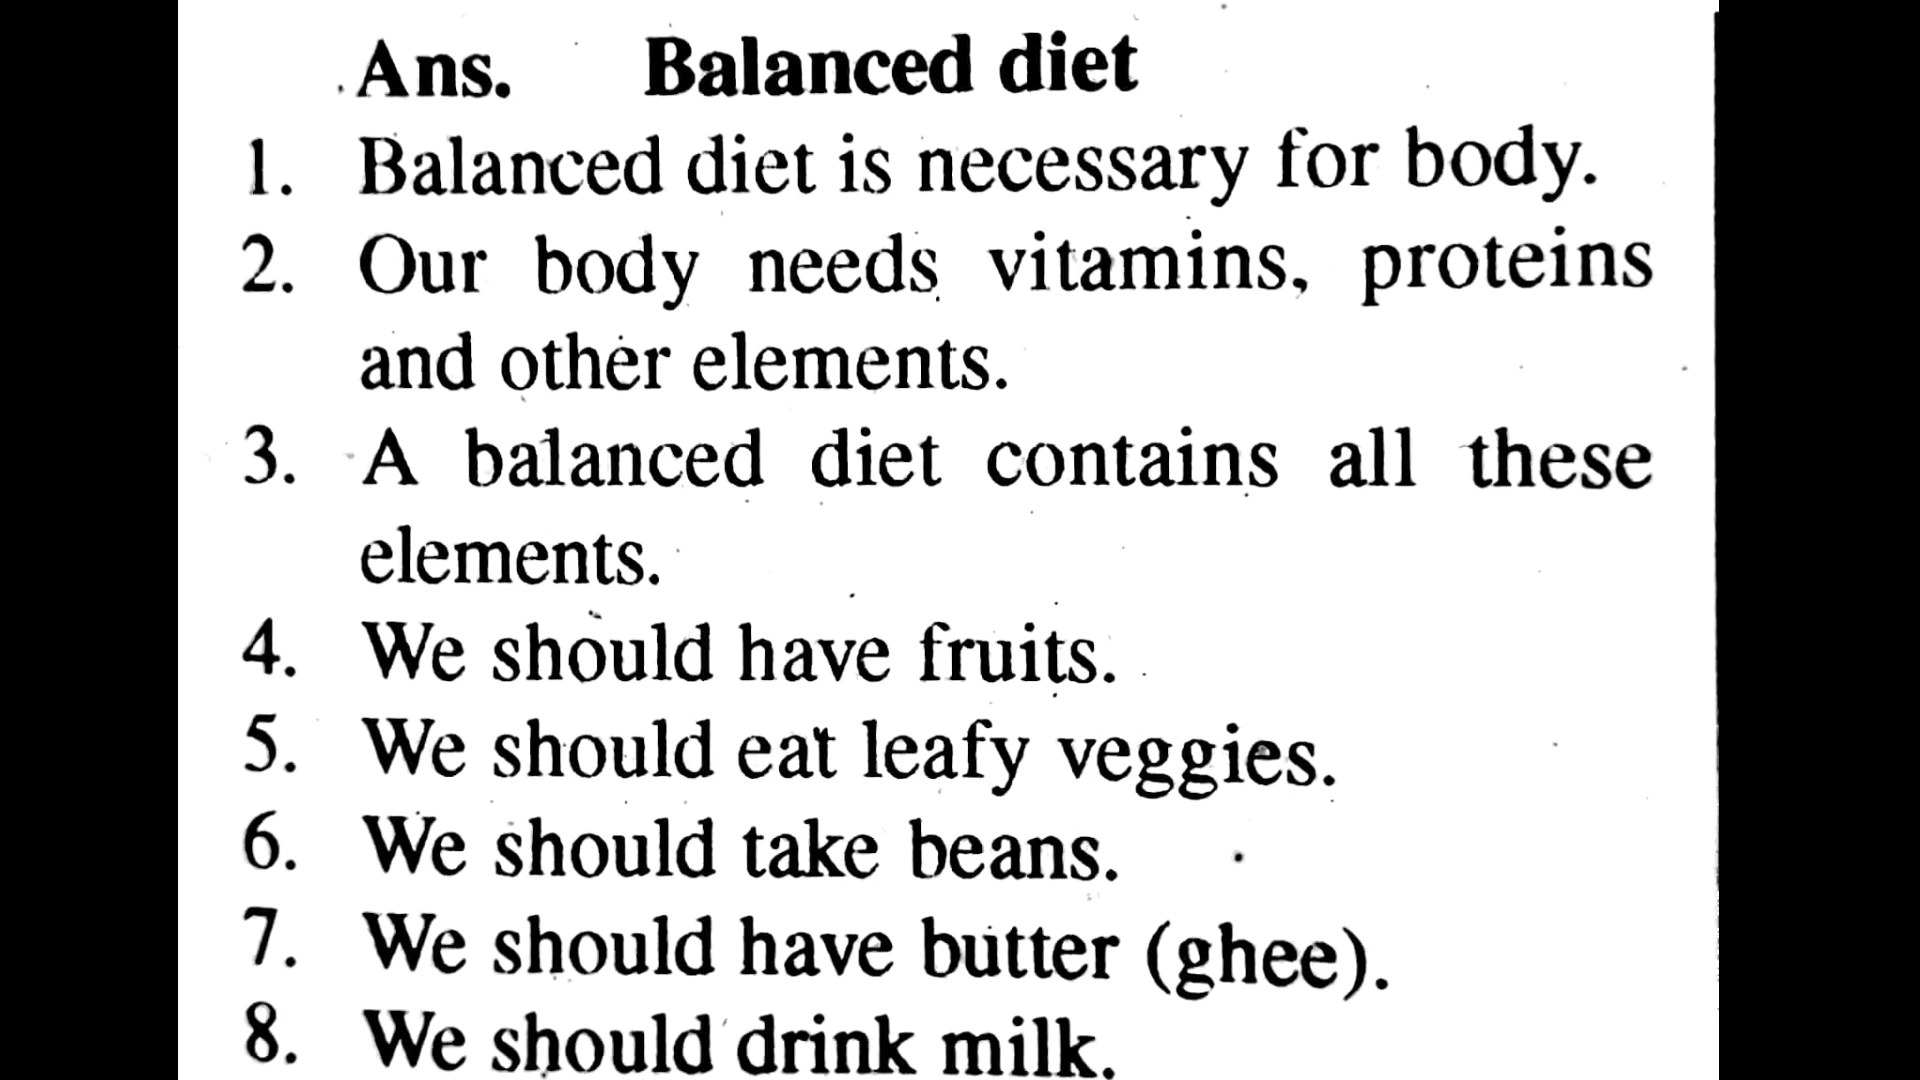 Ans. Balanced diet
1. Balanced diet is necessary for body.
2. Our body needs vitamins, proteins
and other elements.
3. A balanced diet contains all these
elements.
4. We should have fruits.
5. We should eat leafy veggies.
6. We should take beans.
7. We should have butter (ghee).
8. We should drink milk.